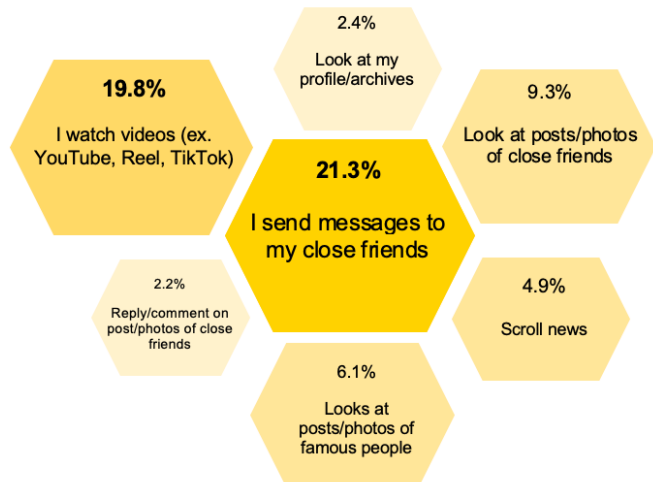 2.4%
Look at my
profile/archives
19.8%
I watch videos (ex.
YouTube, Reel, TikTok)
9.3%
Look at posts/photos
of close friends
21.3%
I send messages to
my close friends
2.2%
Reply/comment on
post/photos of close
friends
4.9%
Scroll news
6.1%
Looks at
posts/photos of
famous people